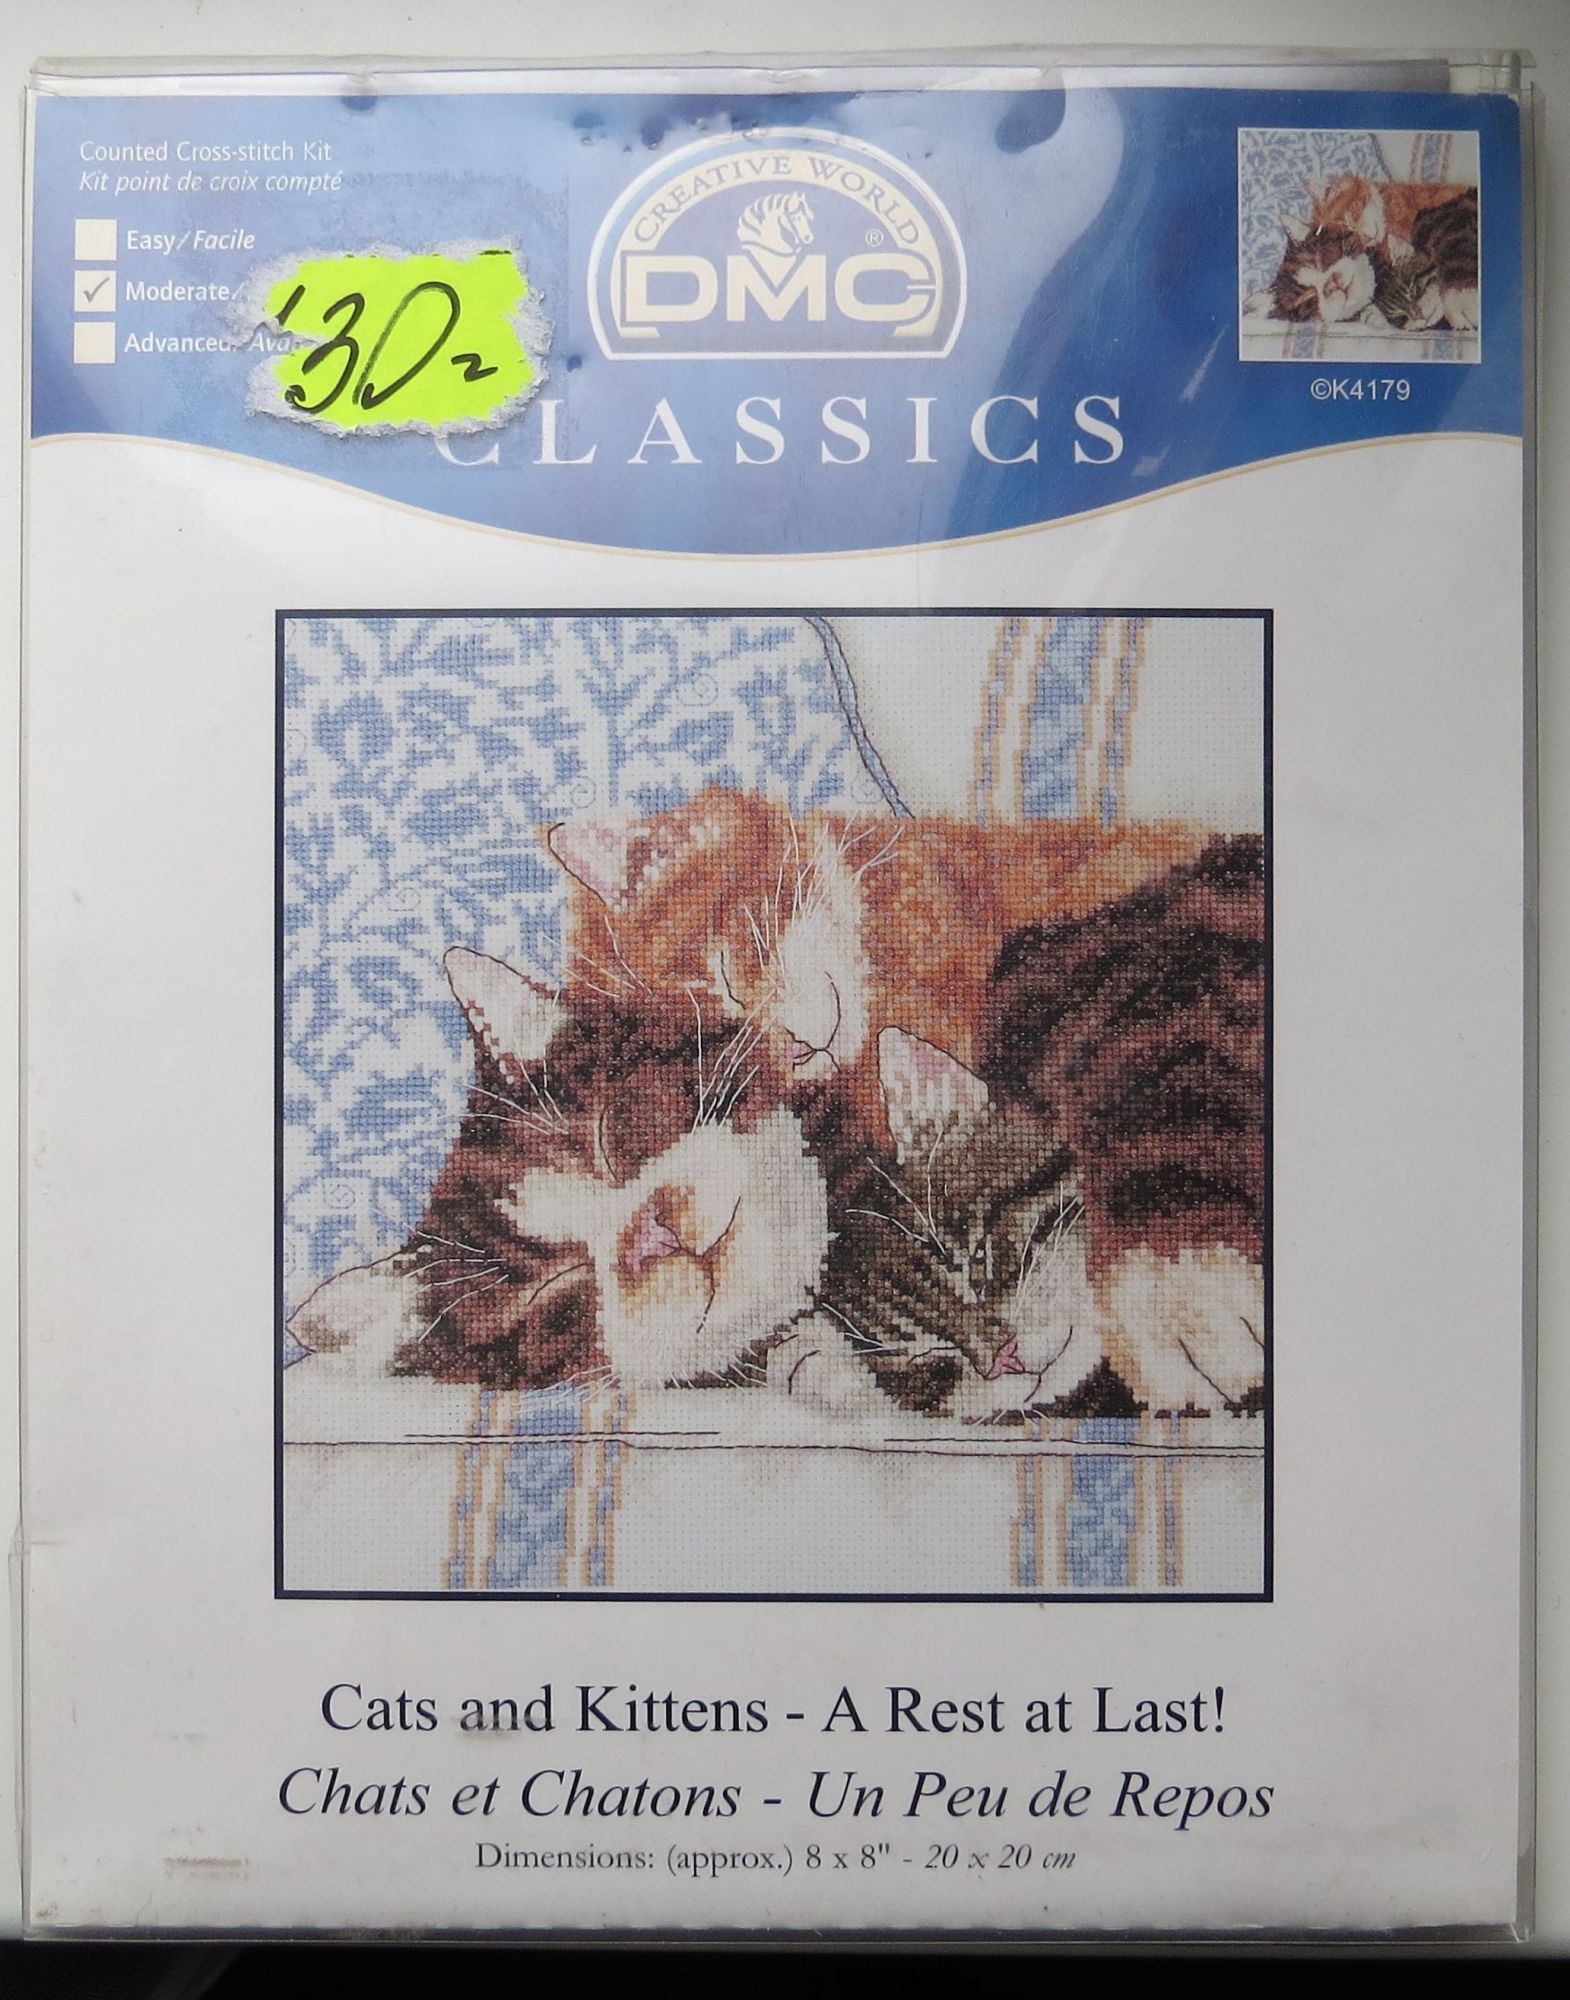 Counted Cross-stitch Kit
Kit point de croix compté
Easy/Facile
Moderate/
Advanced
CREATIVE WORLD
®
DMC
CLASSICS
©K4179
Cats and Kittens - A Rest at Last!
Chats et Chatons - Un Peu de Repos
Dimensions: (approx.) 8 x 8" - 20 x 20 cm